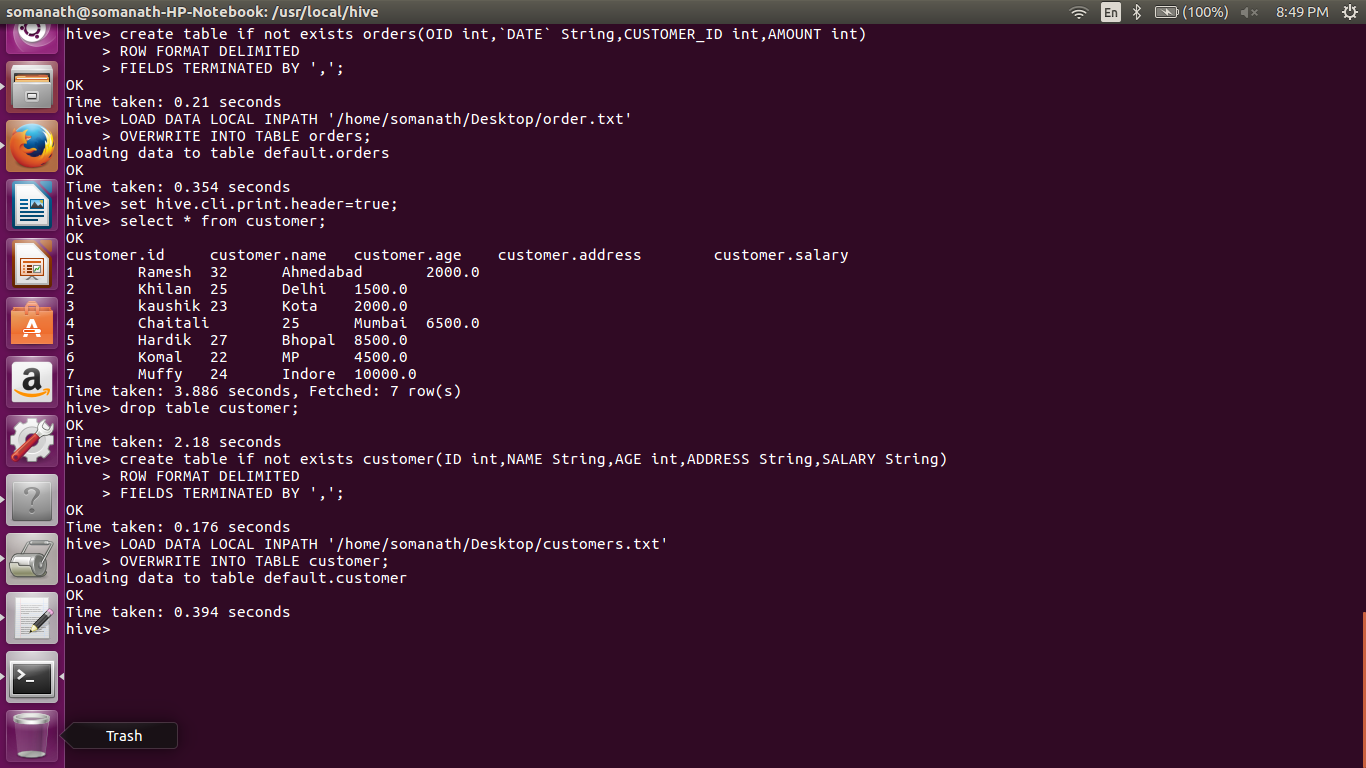 somanath@somanath-HP-Notebook: /usr/local/hive En (100%) 8:49 PM
hive> create table if not exists orders(OID int,`DATE` String,CUSTOMER_ID int,AMOUNT int)
    > ROW FORMAT DELIMITED
    > FIELDS TERMINATED BY ',';
OK
Time taken: 0.21 seconds
hive> LOAD DATA LOCAL INPATH '/home/somanath/Desktop/order.txt'
    > OVERWRITE INTO TABLE orders;
Loading data to table default.orders
OK
Time taken: 0.354 seconds
hive> set hive.cli.print.header=true;
hive> select * from customer;
OK
customer.id     customer.name   customer.age    customer.address        customer.salary
1       Ramesh  32      Ahmedabad       2000.0
2       Khilan  25      Delhi   1500.0
3       kaushik 23      Kota    2000.0
4       Chaitali        25      Mumbai  6500.0
5       Hardik  27      Bhopal  8500.0
6       Komal   22      MP      4500.0
7       Muffy   24      Indore  10000.0
Time taken: 3.886 seconds, Fetched: 7 row(s)
hive> drop table customer;
OK
Time taken: 2.18 seconds
hive> create table if not exists customer(ID int,NAME String,AGE int,ADDRESS String,SALARY String)
    > ROW FORMAT DELIMITED
    > FIELDS TERMINATED BY ',';
OK
Time taken: 0.176 seconds
hive> LOAD DATA LOCAL INPATH '/home/somanath/Desktop/customers.txt'
    > OVERWRITE INTO TABLE customer;
Loading data to table default.customer
OK
Time taken: 0.394 seconds
hive>
Trash